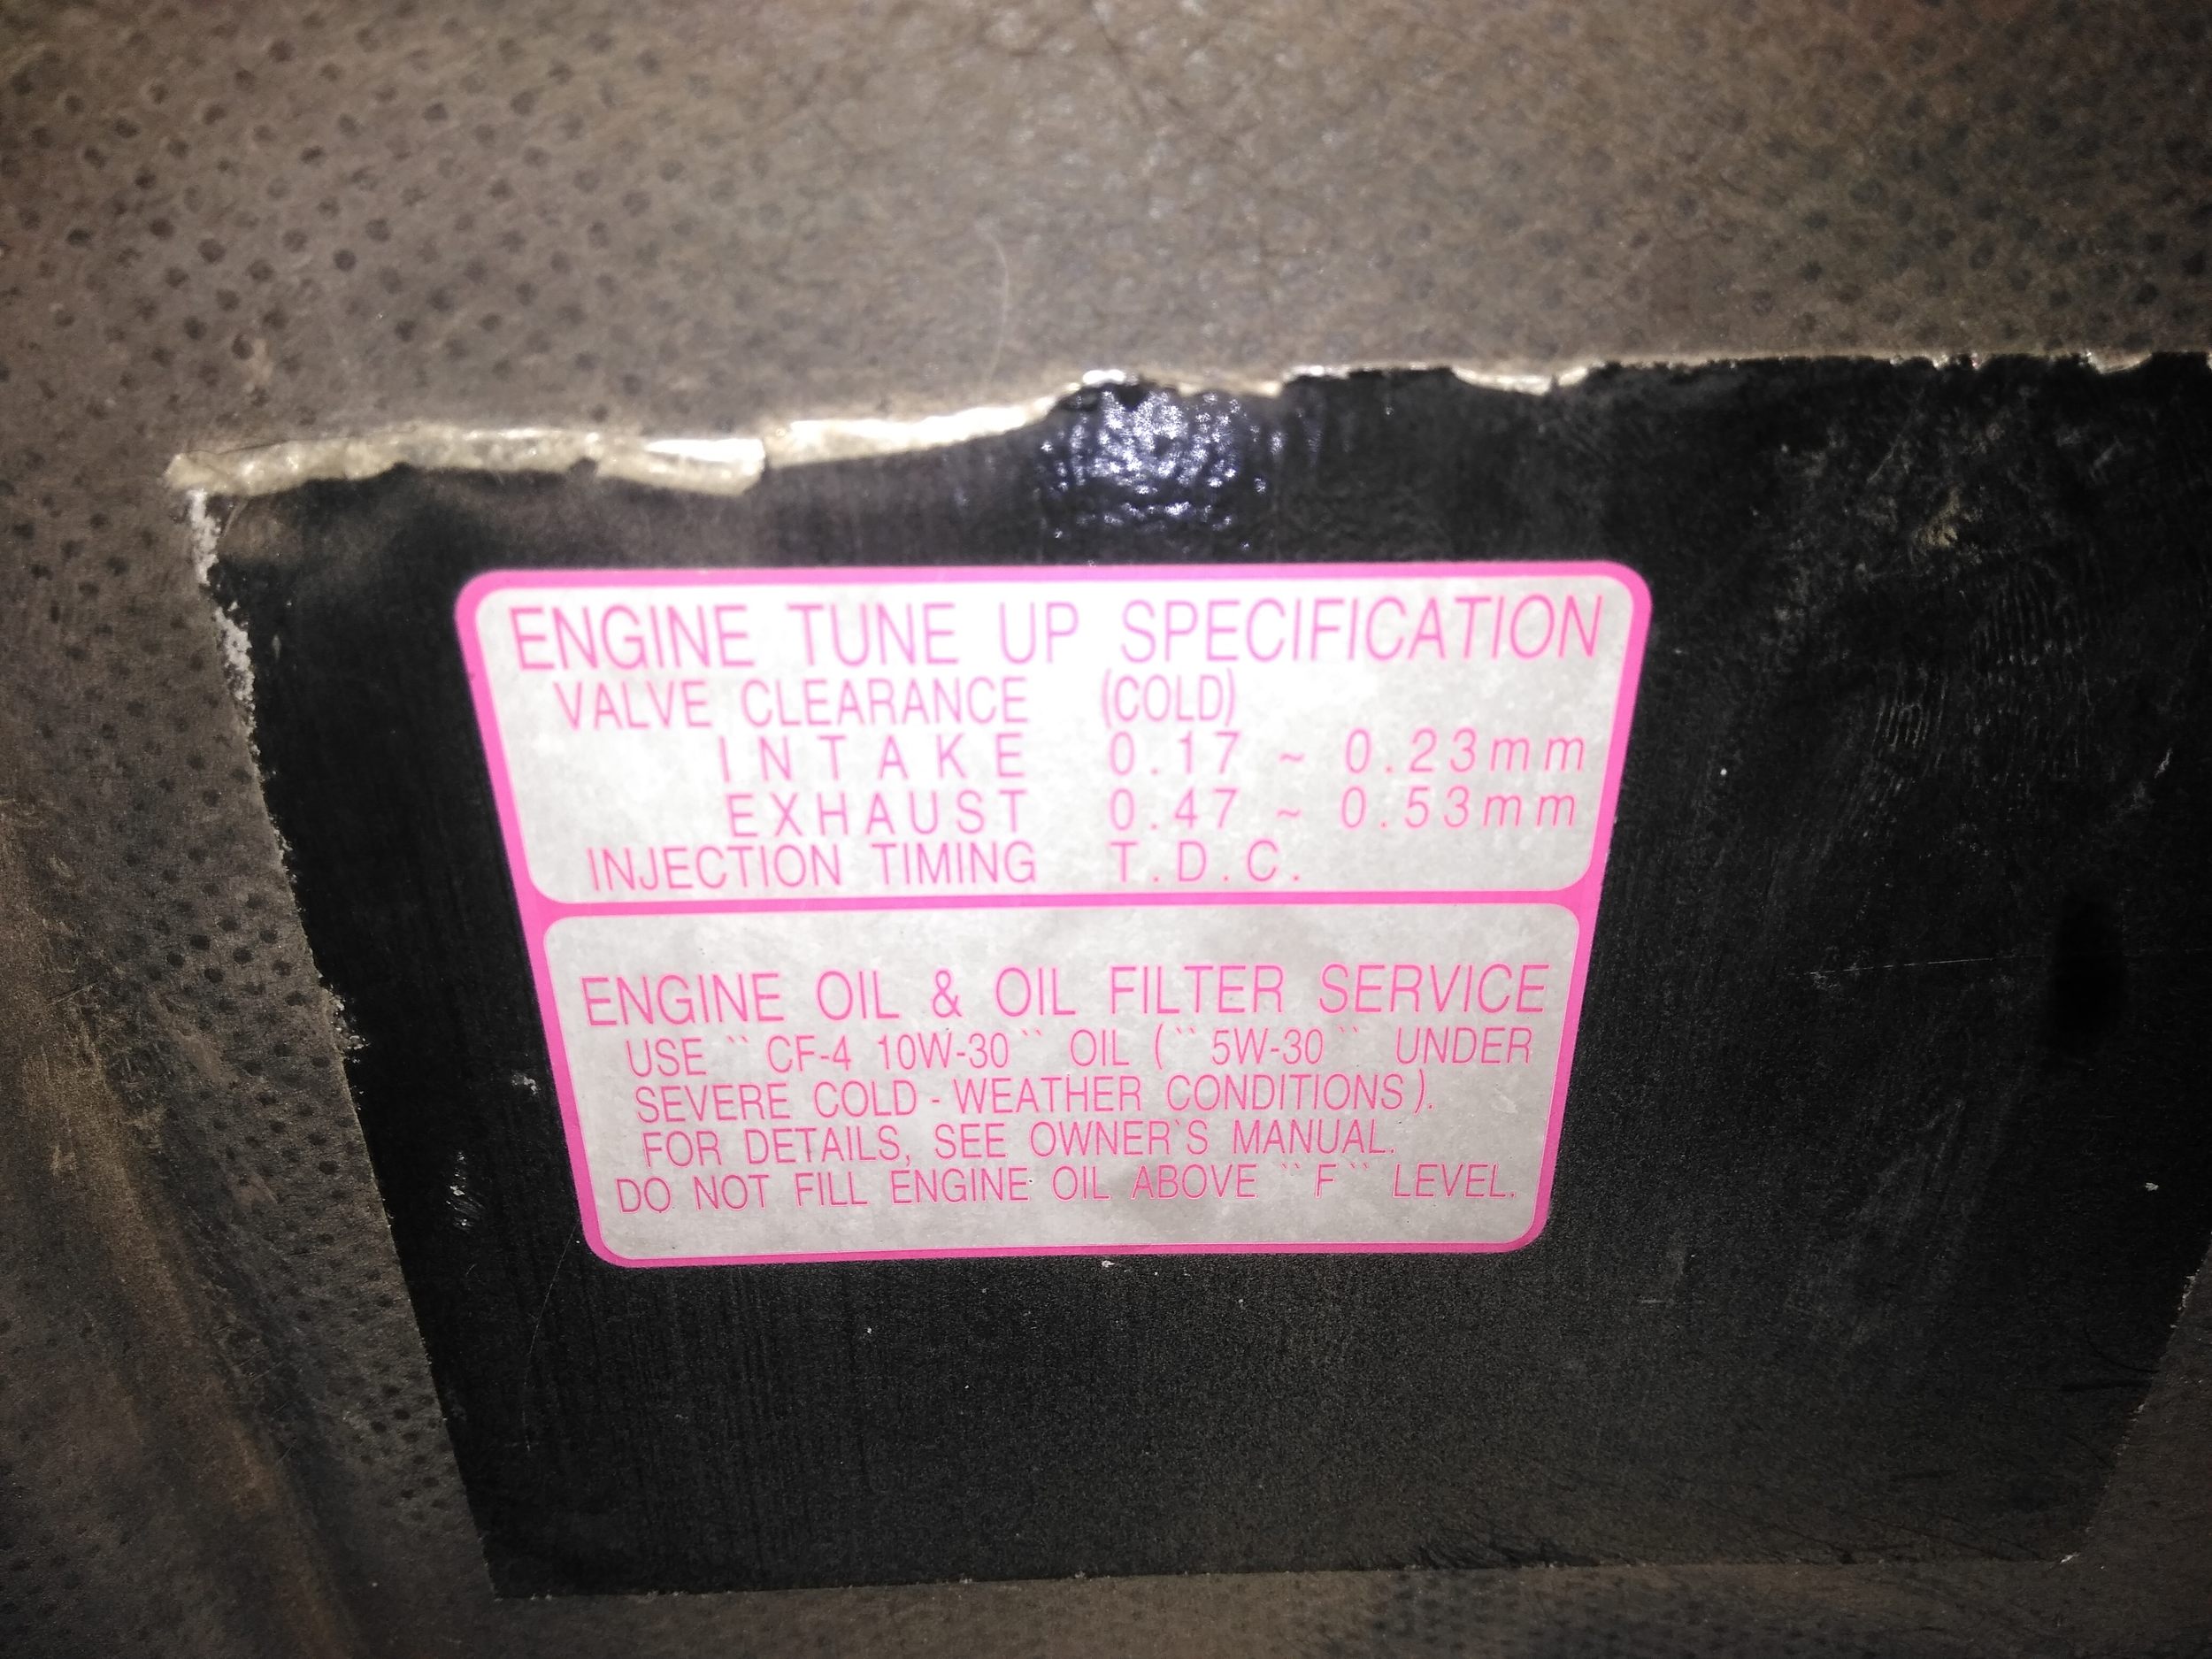 ENGINE TUNE UP SPECIFICATION
VALVE CLEARANCE (COLD)
INTAKE 0.17 ~ 0.23mm
EXHAUST 0.47 ~ 0.53mm
INJECTION TIMING T.D.C.
ENGINE OIL & OIL FILTER SERVICE
USE ``CF-4 10W-30`` OIL (``5W-30`` UNDER
SEVERE COLD-WEATHER CONDITIONS).
FOR DETAILS, SEE OWNER`S MANUAL.
DO NOT FILL ENGINE OIL ABOVE ``F`` LEVEL.